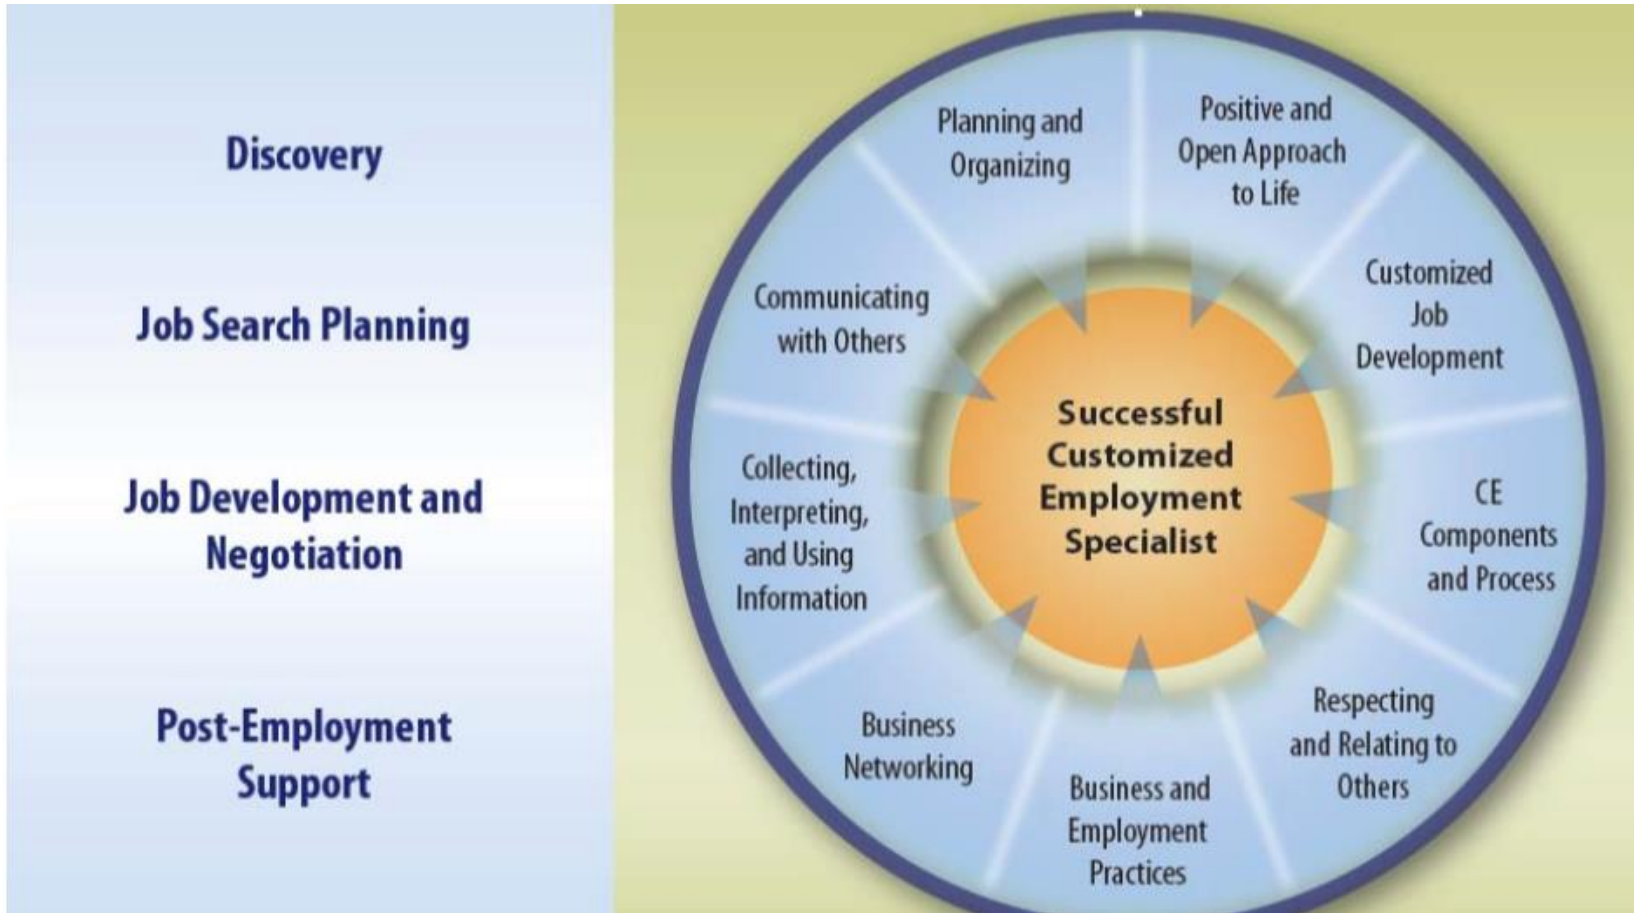 Discovery
Job Search Planning
Job Development and
Negotiation
Post-Employment
Support
Planning and
Organizing
Positive and
Open Approach
to Life
Customized
Job
Development
CE
Components
and Process
Respecting
and Relating to
Others
Business and
Employment
Practices
Business
Networking
Collecting,
Interpreting,
and Using
Information
Communicating
with Others
Successful
Customized
Employment
Specialist